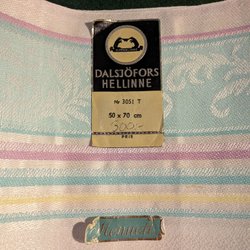 DALSJÖFORS
HELLINNE
Nr 3051 T
50 x 70 cm
PRIS